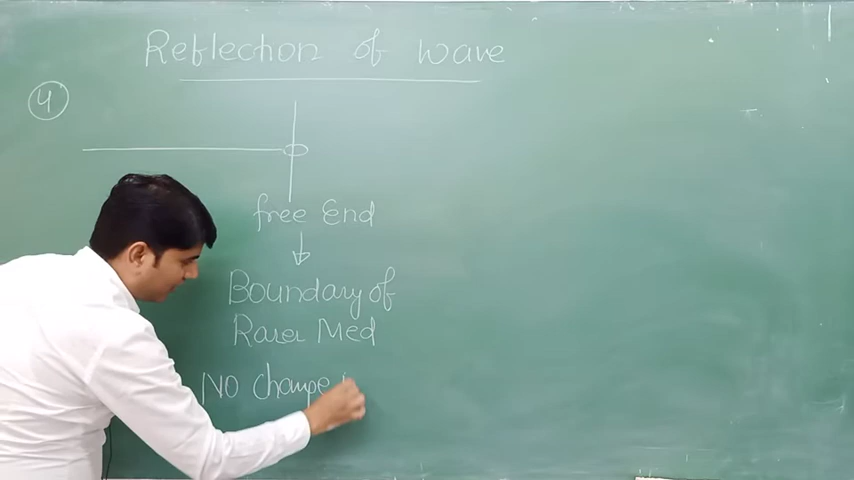 Reflection of wave
4
free End
Boundary of
Rarer Med
NO change